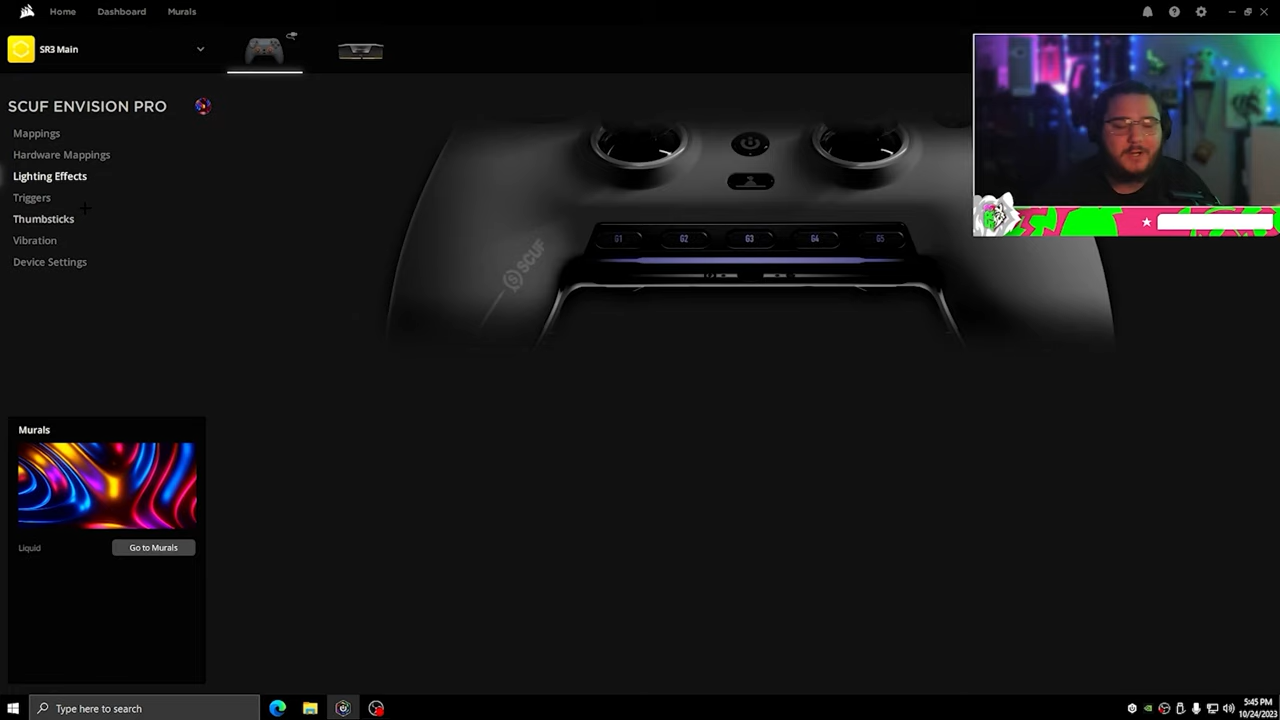 Home Dashboard Murals
SR3 Main
SCUF ENVISION PRO
Mappings
Hardware Mappings
Lighting Effects
Triggers
Thumbsticks
Vibration
Device Settings
G1 G2 G3 G4 G5
SCUF
Murals
Liquid Go to Murals
Type here to search
5:45 PM
10/24/2023